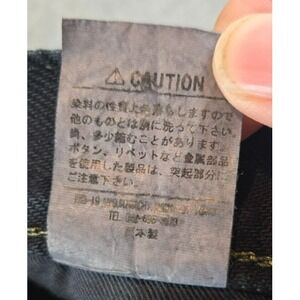 ⚠ CAUTION
染料の性質上色落ちしますので
他のものとは別に洗って下さい。
尚、多少縮むことがあります。
ボタン、リベットなど金属部品
を使用した製品は、突起部分に
ご注意下さい。
日本製